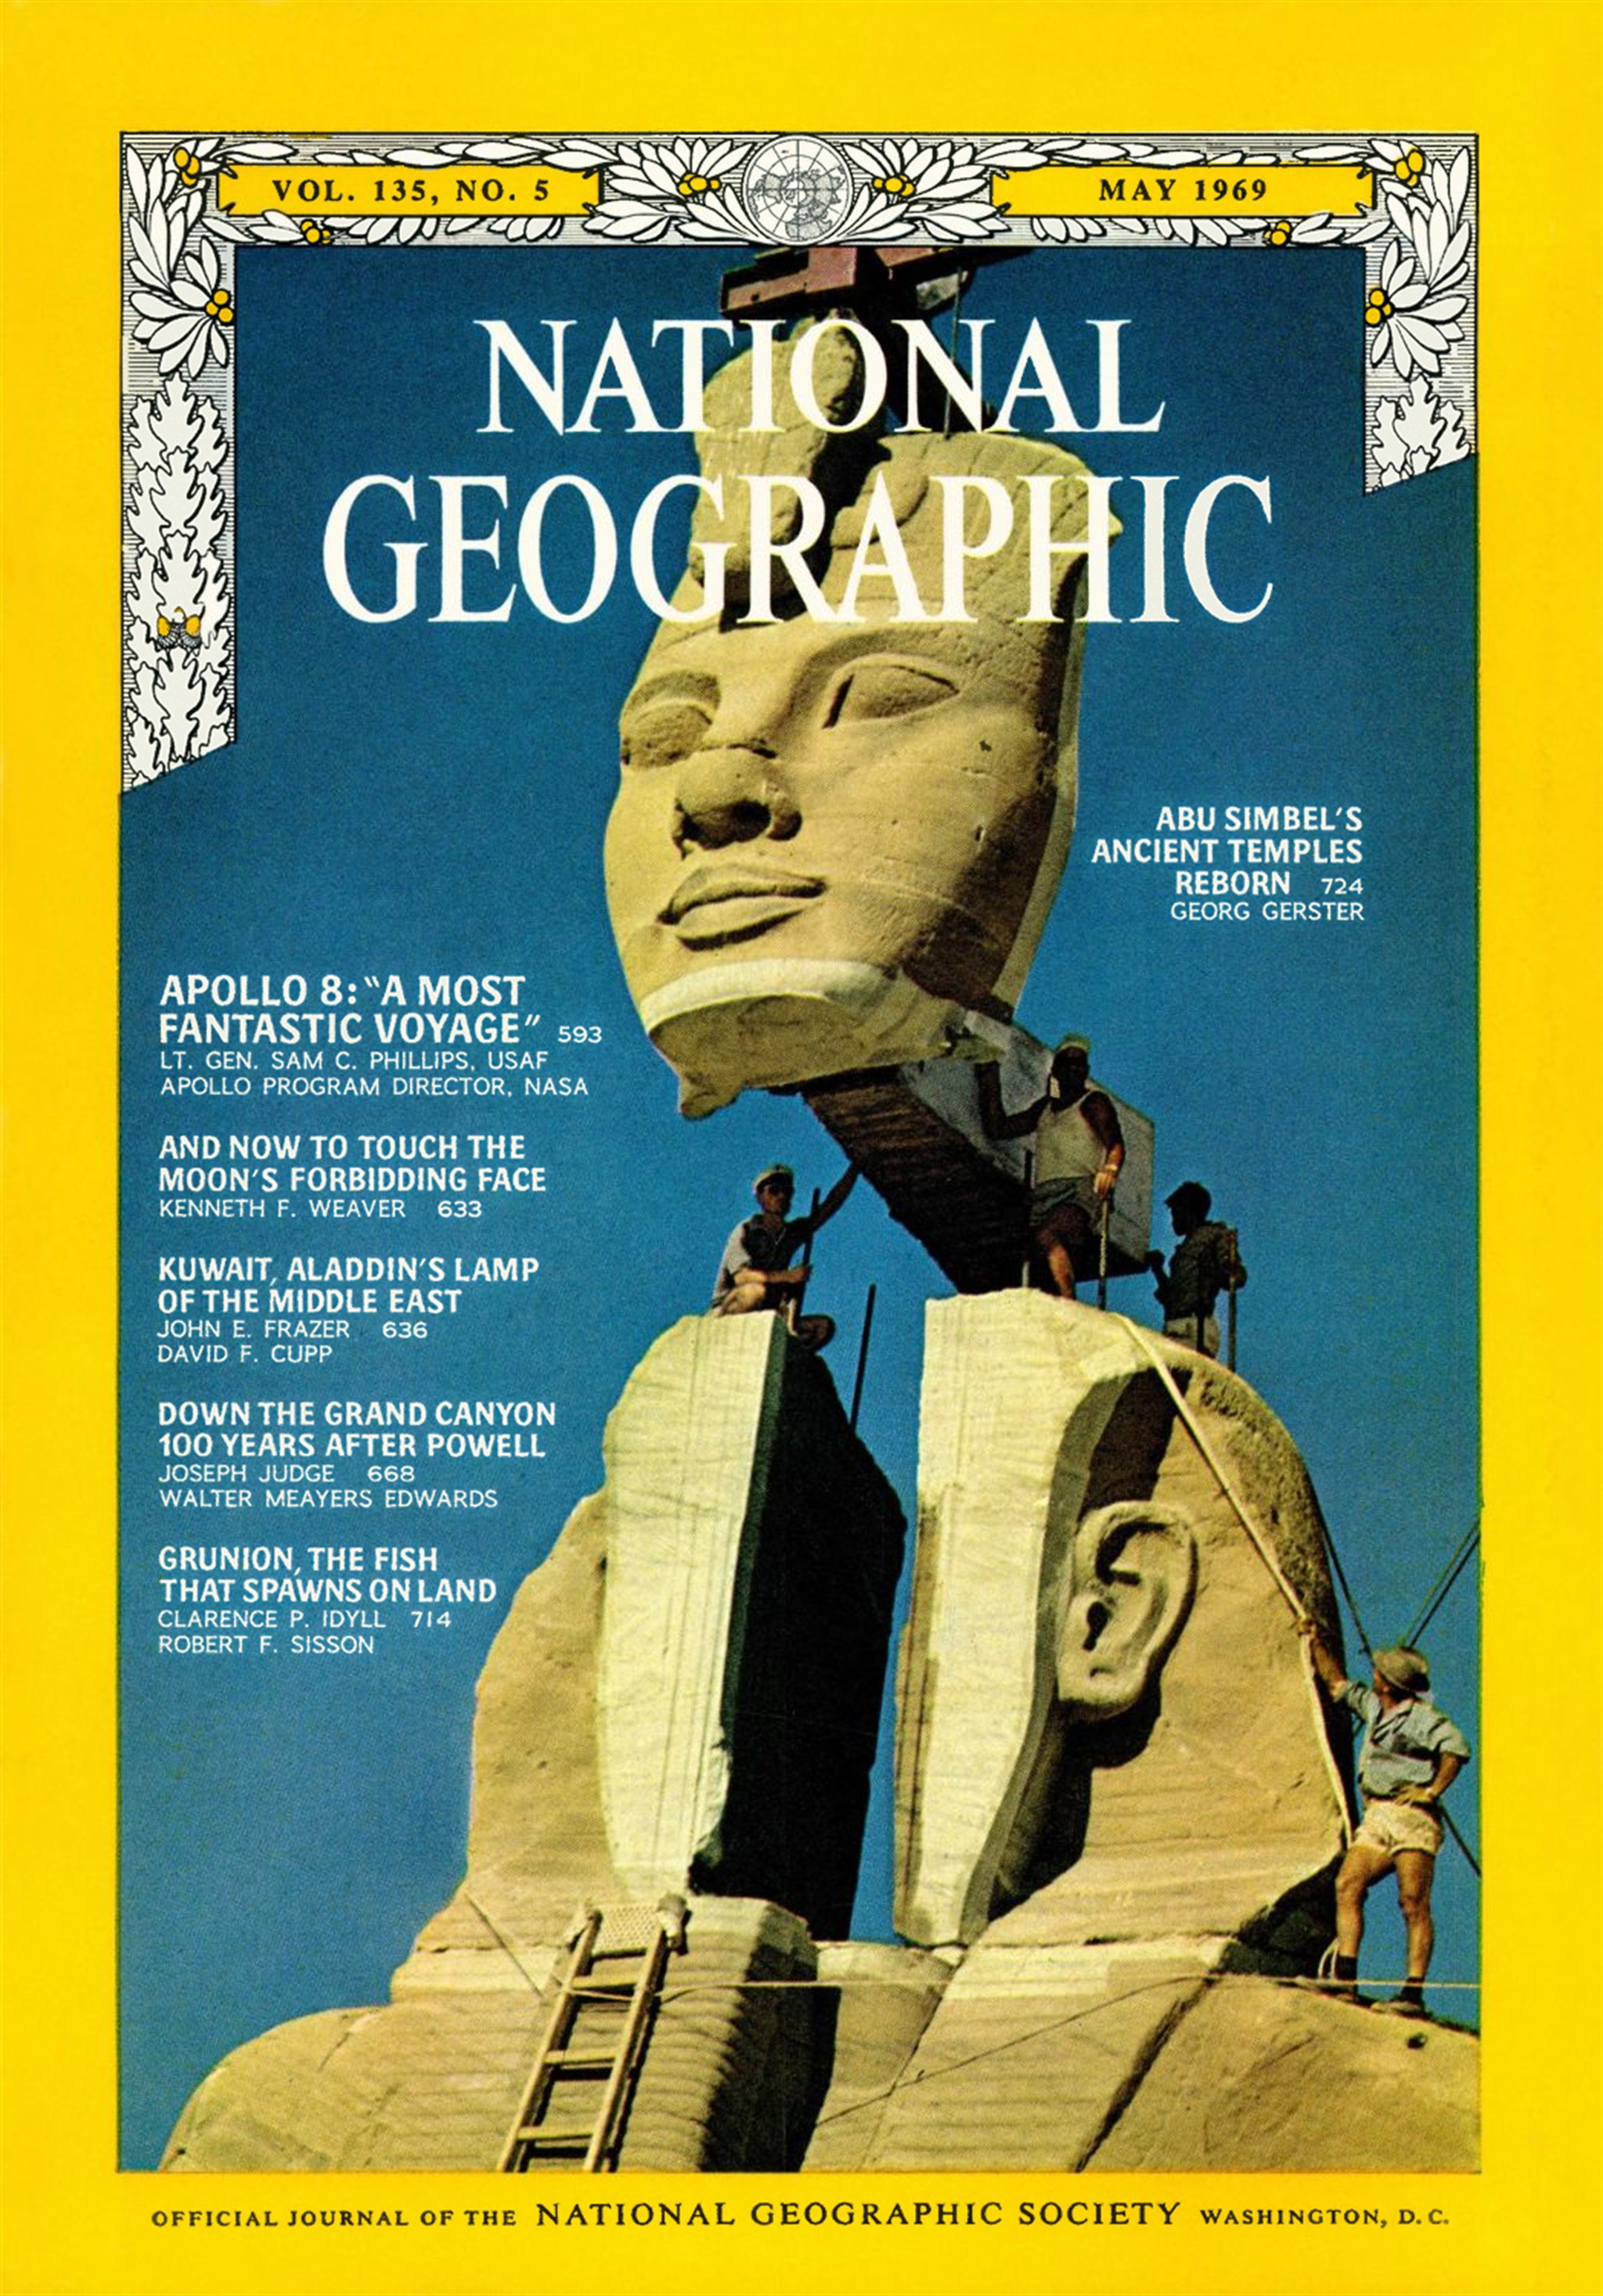 VOL. 135, NO. 5
MAY 1969
NATIONAL
GEOGRAPHIC
ABU SIMBEL'S
ANCIENT TEMPLES
REBORN 724
GEORG GERSTER
APOLLO 8: "A MOST
FANTASTIC VOYAGE" 593
LT. GEN. SAM C. PHILLIPS, USAF
APOLLO PROGRAM DIRECTOR, NASA
AND NOW TO TOUCH THE
MOON'S FORBIDDING FACE
KENNETH F. WEAVER 633
KUWAIT, ALADDIN'S LAMP
OF THE MIDDLE EAST
JOHN E. FRAZER 636
DAVID F. CUPP
DOWN THE GRAND CANYON
100 YEARS AFTER POWELL
JOSEPH JUDGE 668
WALTER MEAYERS EDWARDS
GRUNION, THE FISH
THAT SPAWNS ON LAND
CLARENCE P. IDYLL 714
ROBERT F. SISSON
OFFICIAL JOURNAL OF THE NATIONAL GEOGRAPHIC SOCIETY WASHINGTON, D.C.